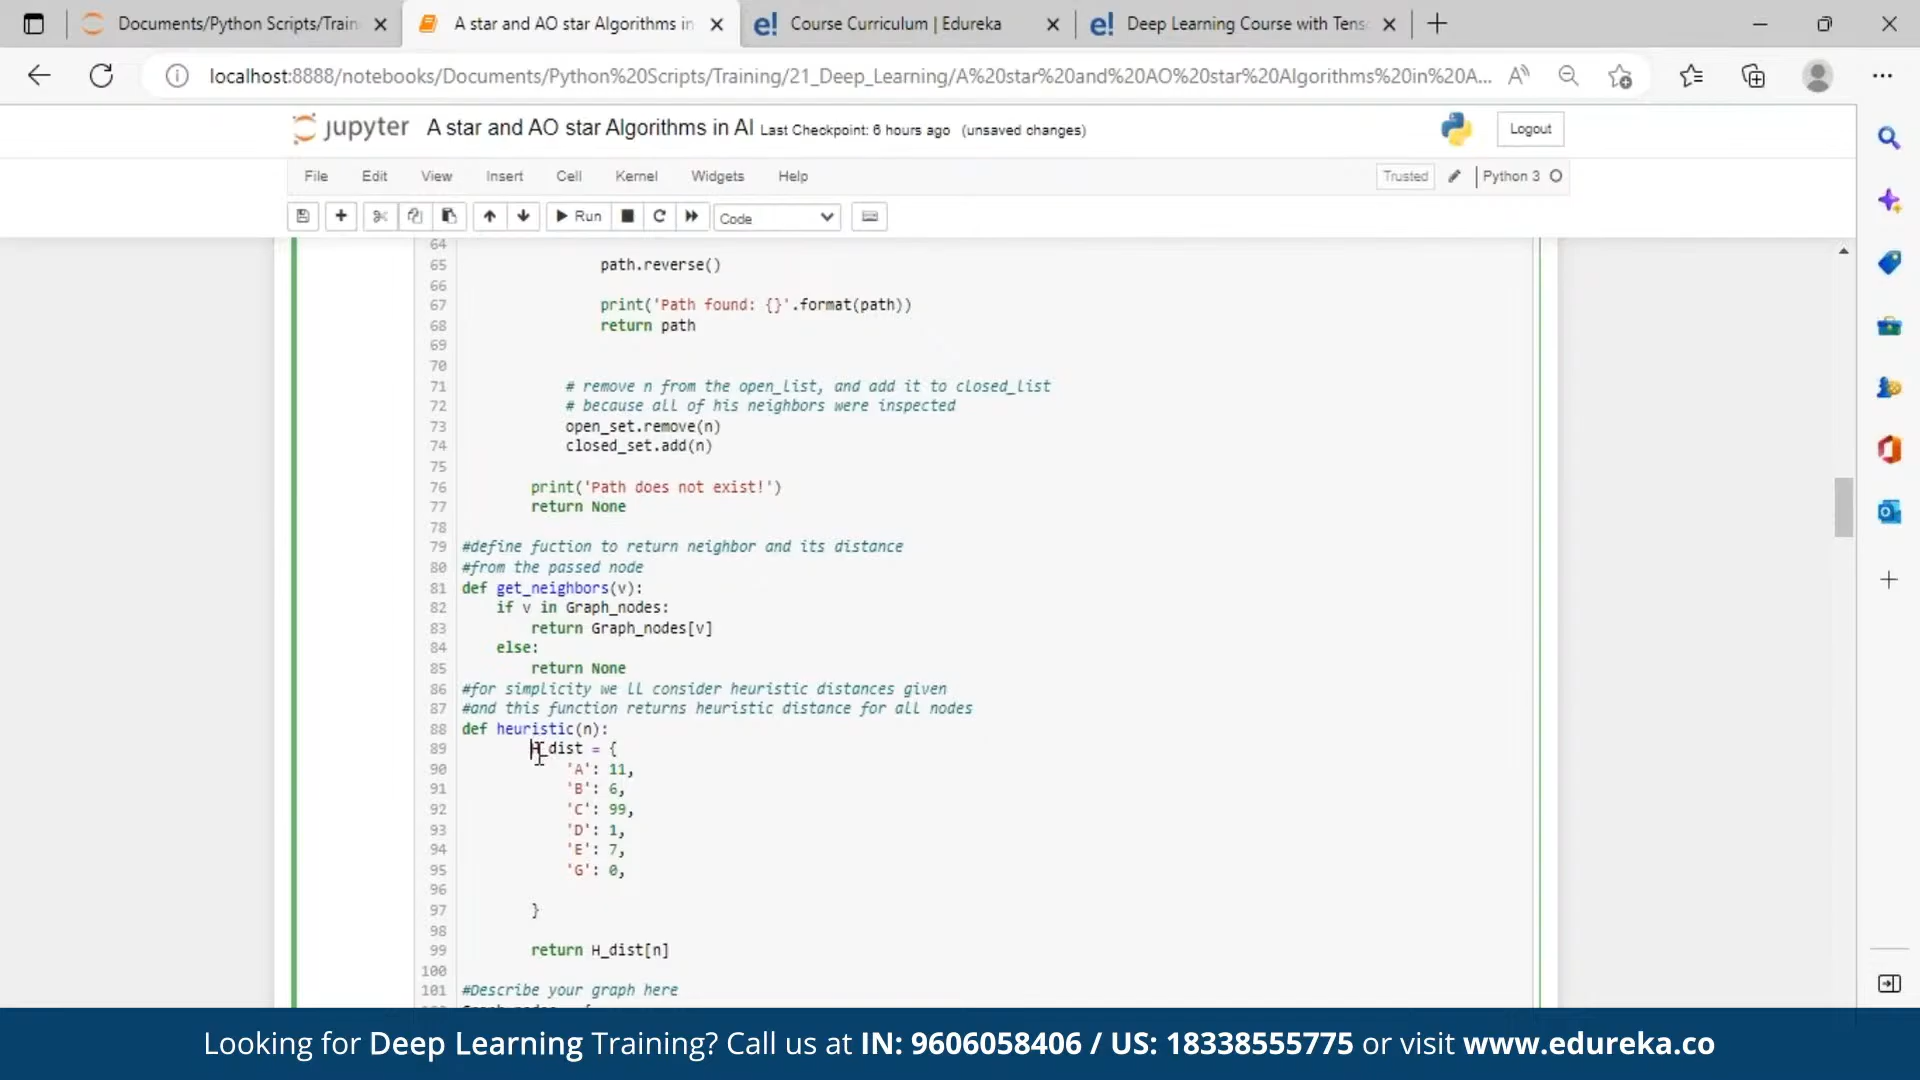 Documents/Python Scripts/Train
A star and AO star Algorithms in
e! Course Curriculum | Edureka
e! Deep Learning Course with Tens
localhost:8888/notebooks/Documents/Python%20Scripts/Training/21_Deep_Learning/A%20star%20and%20AO%20star%20Algorithms%20in%20A...
jupyter A star and AO star Algorithms in AI Last Checkpoint: 6 hours ago (unsaved changes)
Logout
File Edit View Insert Cell Kernel Widgets Help
Trusted Python 3
Run Code
64
65 path.reverse()
66
67 print('Path found: {}'.format(path))
68 return path
69
70
71 # remove n from the open_list, and add it to closed_list
72 # because all of his neighbors were inspected
73 open_set.remove(n)
74 closed_set.add(n)
75
76 print('Path does not exist!')
77 return None
78
79 #define fuction to return neighbor and its distance
80 #from the passed node
81 def get_neighbors(v):
82 if v in Graph_nodes:
83 return Graph_nodes[v]
84 else:
85 return None
86 #for simplicity we ll consider heuristic distances given
87 #and this function returns heuristic distance for all nodes
88 def heuristic(n):
89 H_dist = {
90 'A': 11,
91 'B': 6,
92 'C': 99,
93 'D': 1,
94 'E': 7,
95 'G': 0,
96
97 }
98
99 return H_dist[n]
100
101 #Describe your graph here
Looking for Deep Learning Training? Call us at IN: 9606058406 / US: 18338555775 or visit www.edureka.co